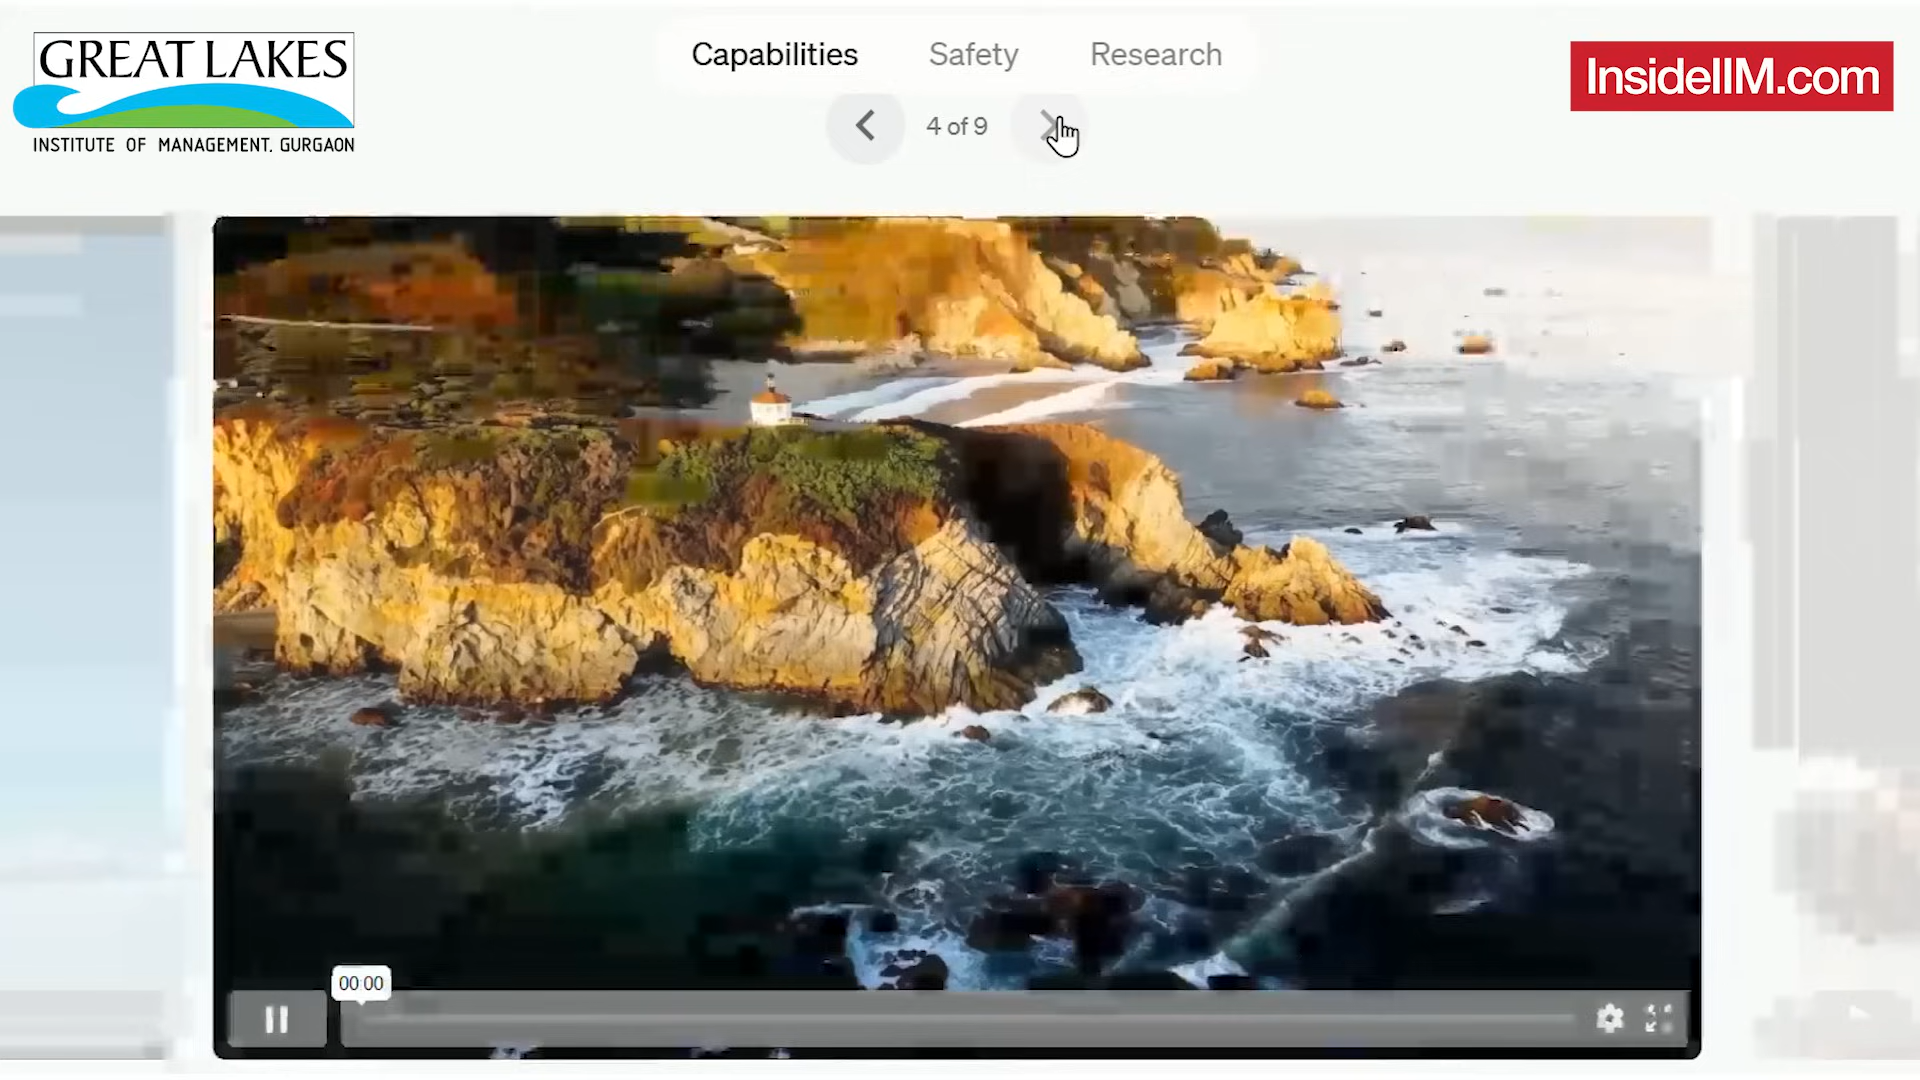 GREAT LAKES
INSTITUTE OF MANAGEMENT, GURGAON
Capabilities
Safety
Research
InsideIIM.com
4 of 9
00:00